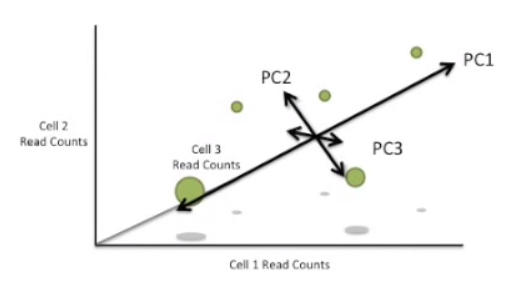 PC1
PC2
Cell 2
Read Counts
Cell 3
Read Counts
PC3
Cell 1 Read Counts